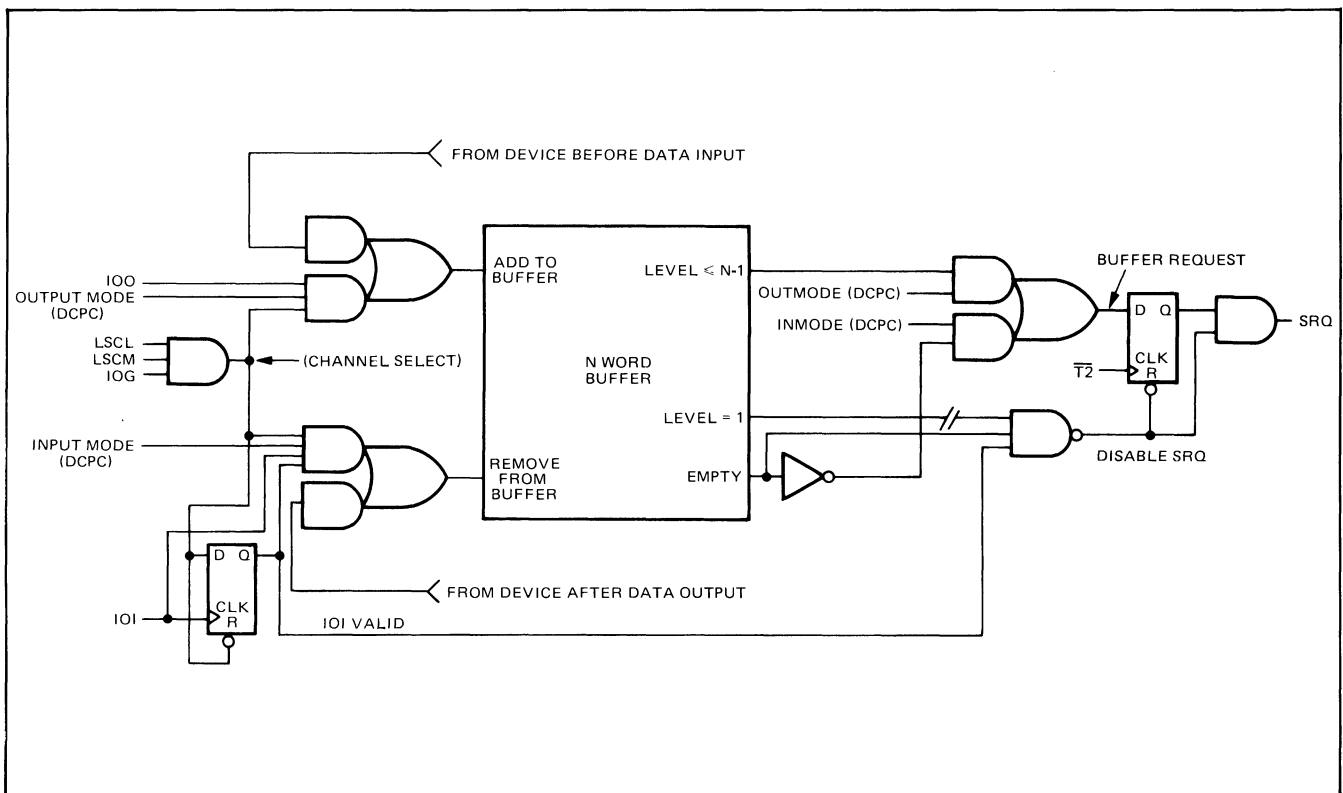 FROM DEVICE BEFORE DATA INPUT
IOO
OUTPUT MODE
(DCPC)
LSCL
LSCM
IOG
(CHANNEL SELECT)
INPUT MODE
(DCPC)
D Q
CLK
R
IOI
IOI VALID
FROM DEVICE AFTER DATA OUTPUT
ADD TO
BUFFER
REMOVE
FROM
BUFFER
N WORD
BUFFER
LEVEL ⩽ N-1
LEVEL = 1
EMPTY
OUTMODE (DCPC)
INMODE (DCPC)
BUFFER REQUEST
D Q
CLK
R
T̅2̅
SRQ
DISABLE SRQ